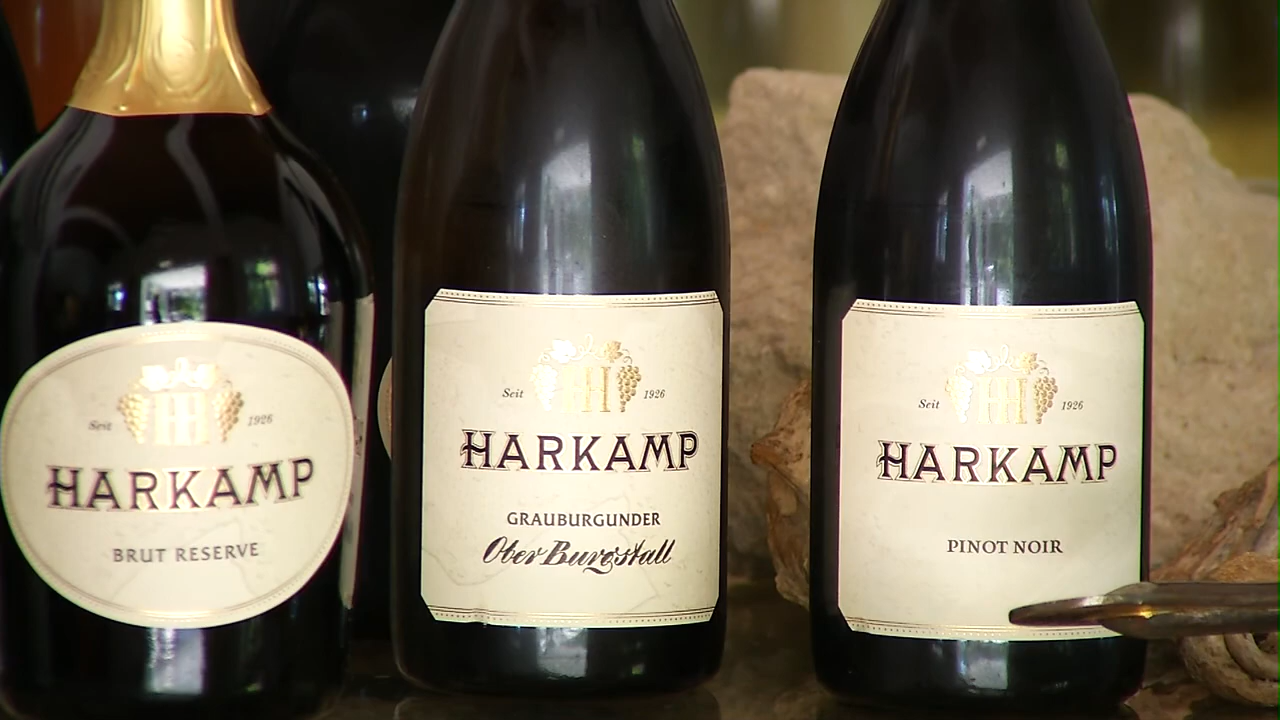 Seit 1926
HARKAMP
BRUT RESERVE
Seit 1926
HARKAMP
GRAUBURGUNDER
Ober Burgstall
Seit 1926
HARKAMP
PINOT NOIR